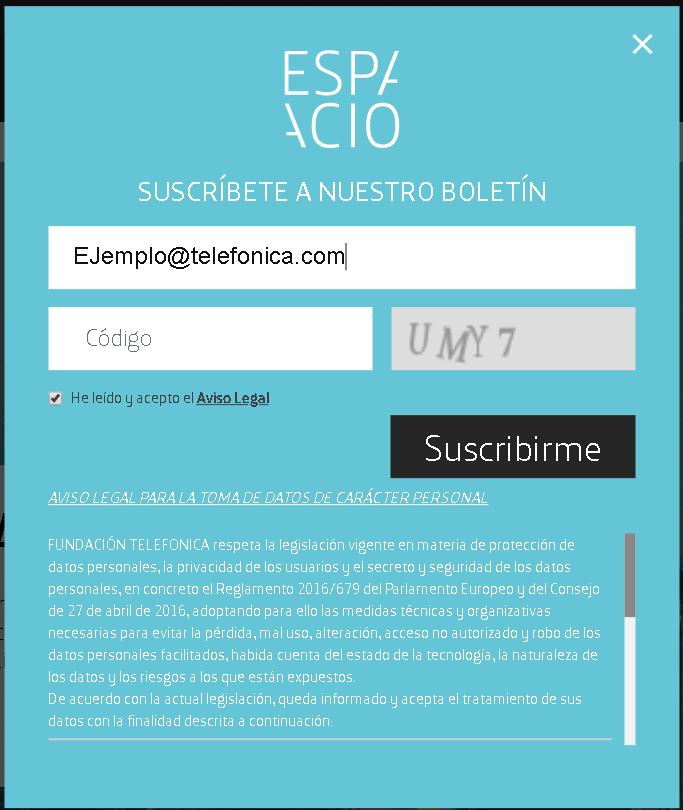 ESPA
ACIO
SUSCRÍBETE A NUESTRO BOLETÍN
EJemplo@telefonica.com
Código
UMY7
He leído y acepto el Aviso Legal
Suscribirme
AVISO LEGAL PARA LA TOMA DE DATOS DE CARÁCTER PERSONAL
FUNDACIÓN TELEFONICA respeta la legislación vigente en materia de protección de
datos personales, la privacidad de los usuarios y el secreto y seguridad de los datos
personales, en concreto el Reglamento 2016/679 del Parlamento Europeo y del Consejo
de 27 de abril de 2016, adoptando para ello las medidas técnicas y organizativas
necesarias para evitar la pérdida, mal uso, alteración, acceso no autorizado y robo de los
datos personales facilitados, habida cuenta del estado de la tecnología, la naturaleza de
los datos y los riesgos a los que están expuestos.
De acuerdo con la actual legislación, queda informado y acepta el tratamiento de sus
datos con la finalidad descrita a continuación: